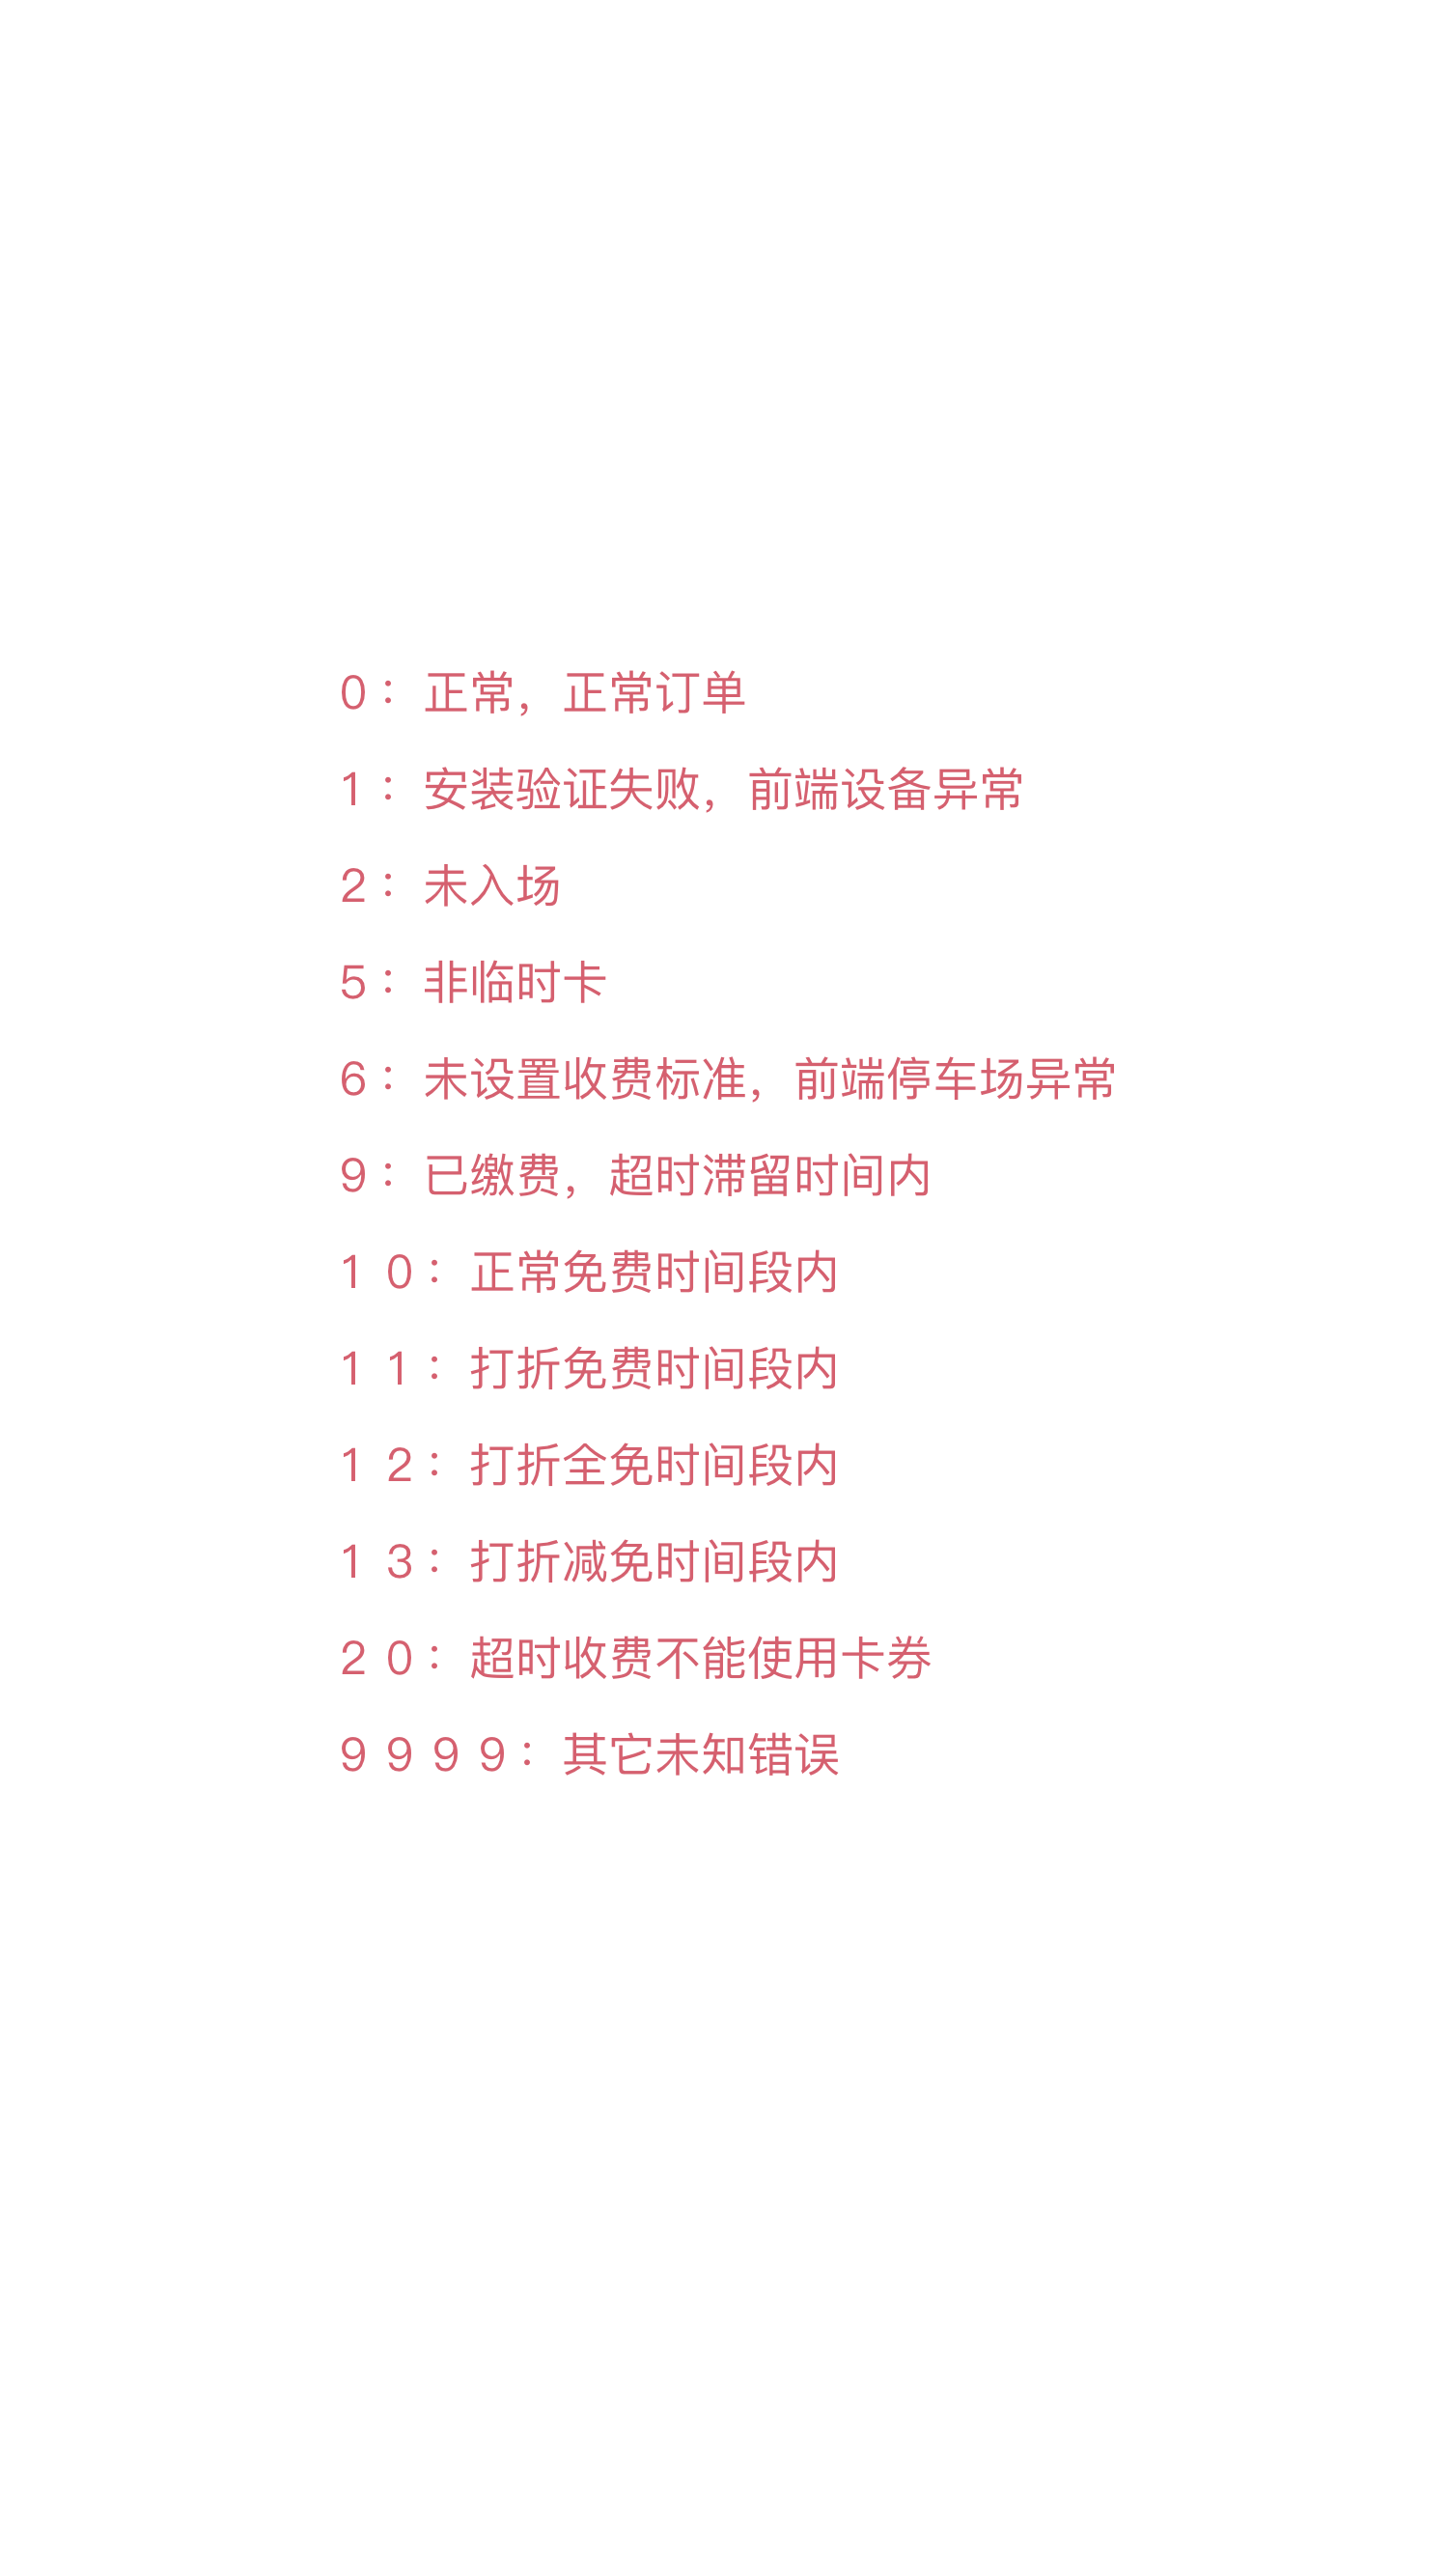 0：正常，正常订单
1：安装验证失败，前端设备异常
2：未入场
5：非临时卡
6：未设置收费标准，前端停车场异常
9：已缴费，超时滞留时间内
10：正常免费时间段内
11：打折免费时间段内
12：打折全免时间段内
13：打折减免时间段内
20：超时收费不能使用卡券
9999：其它未知错误